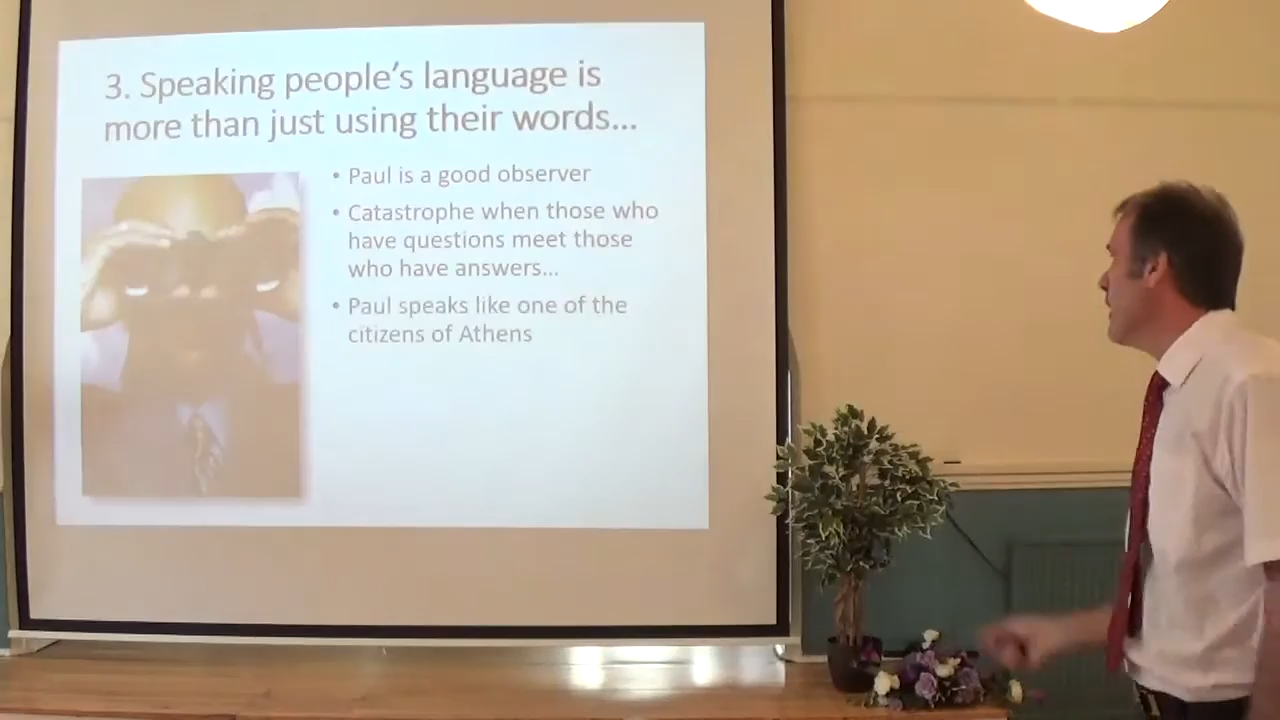 3. Speaking people's language is
more than just using their words...
• Paul is a good observer
• Catastrophe when those who
have questions meet those
who have answers...
• Paul speaks like one of the
citizens of Athens